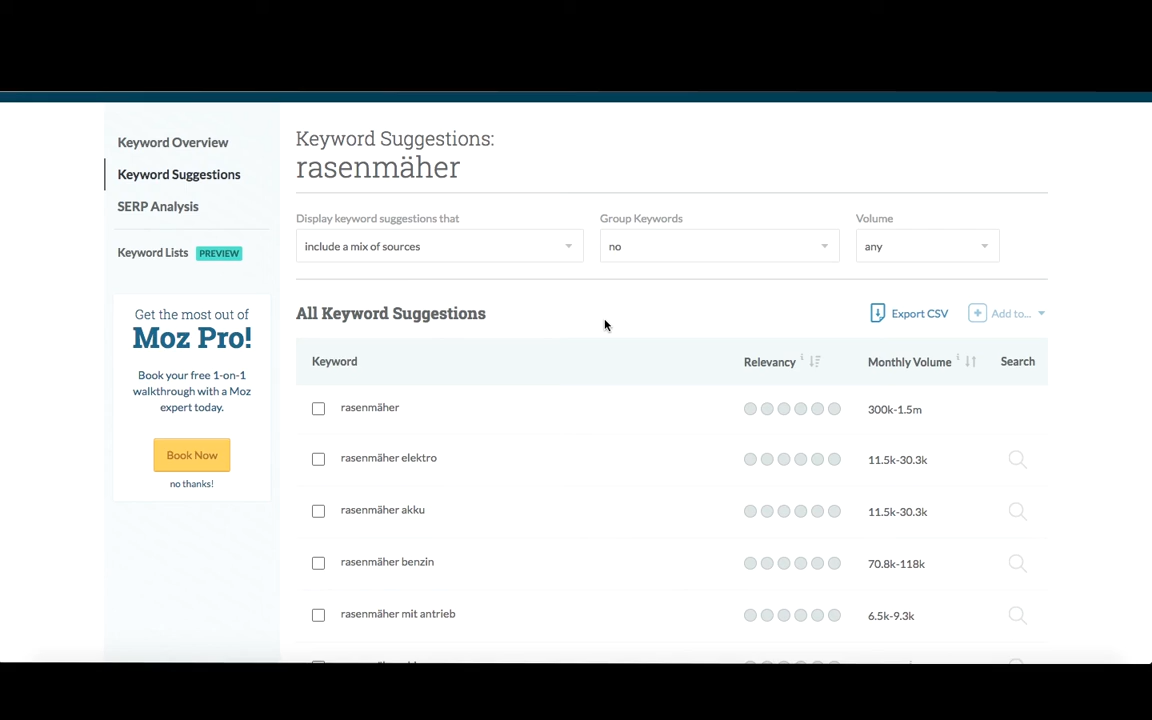 Keyword Overview
Keyword Suggestions
SERP Analysis
Keyword Lists PREVIEW
Get the most out of
Moz Pro!
Book your free 1-on-1
walkthrough with a Moz
expert today.
Book Now
no thanks!
Keyword Suggestions:
rasenmäher
Display keyword suggestions that Group Keywords Volume
include a mix of sources no any
All Keyword Suggestions Export CSV Add to...
Keyword Relevancy i Monthly Volume i Search
rasenmäher 300k-1.5m
rasenmäher elektro 11.5k-30.3k
rasenmäher akku 11.5k-30.3k
rasenmäher benzin 70.8k-118k
rasenmäher mit antrieb 6.5k-9.3k